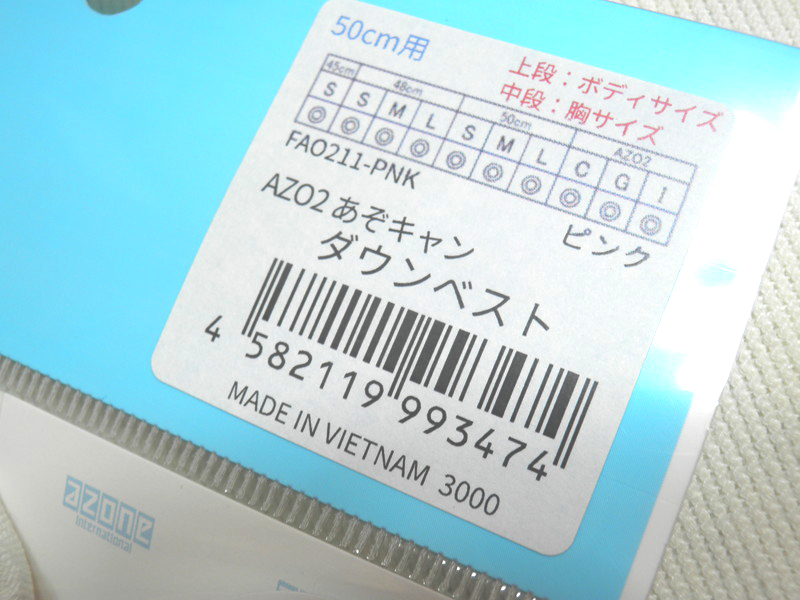 50cm用
上段：ボディサイズ
中段：胸サイズ
45cm 48cm 50cm AZO2
S S M L S M L C G I
◎ ◎ ◎ ◎ ◎ ◎ ◎ ◎ ◎ ◎
FAO211-PNK
ピンク
AZO2 あぞキャン
ダウンベスト
4 582119 993474
MADE IN VIETNAM 3000
azone
international